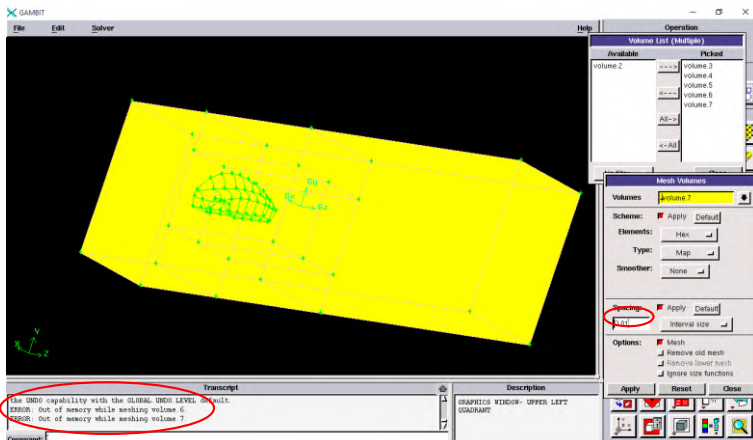 GAMBIT
File Edit Solver Help
Operation
Volume List (Multiple)
Available Picked
volume.2
volume.3
volume.4
volume.5
volume.6
volume.7
--->
<---
All->
<-All
Mesh Volumes
Volumes volume.7
Scheme: Apply Default
Elements: Hex
Type: Map
Smoother: None
Spacing: Apply Default
Interval size
Options: Mesh
Remove old mesh
Remove lower mesh
Ignore size functions
Apply Reset Close
Gy
Gx
Gz
Y
X
Z
Transcript
the UNDO capability with the GLOBAL UNDO.LEVEL default.
ERROR: Out of memory while meshing volume.6.
ERROR: Out of memory while meshing volume.7.
Command:
Description
GRAPHICS WINDOW- UPPER LEFT
QUADRANT